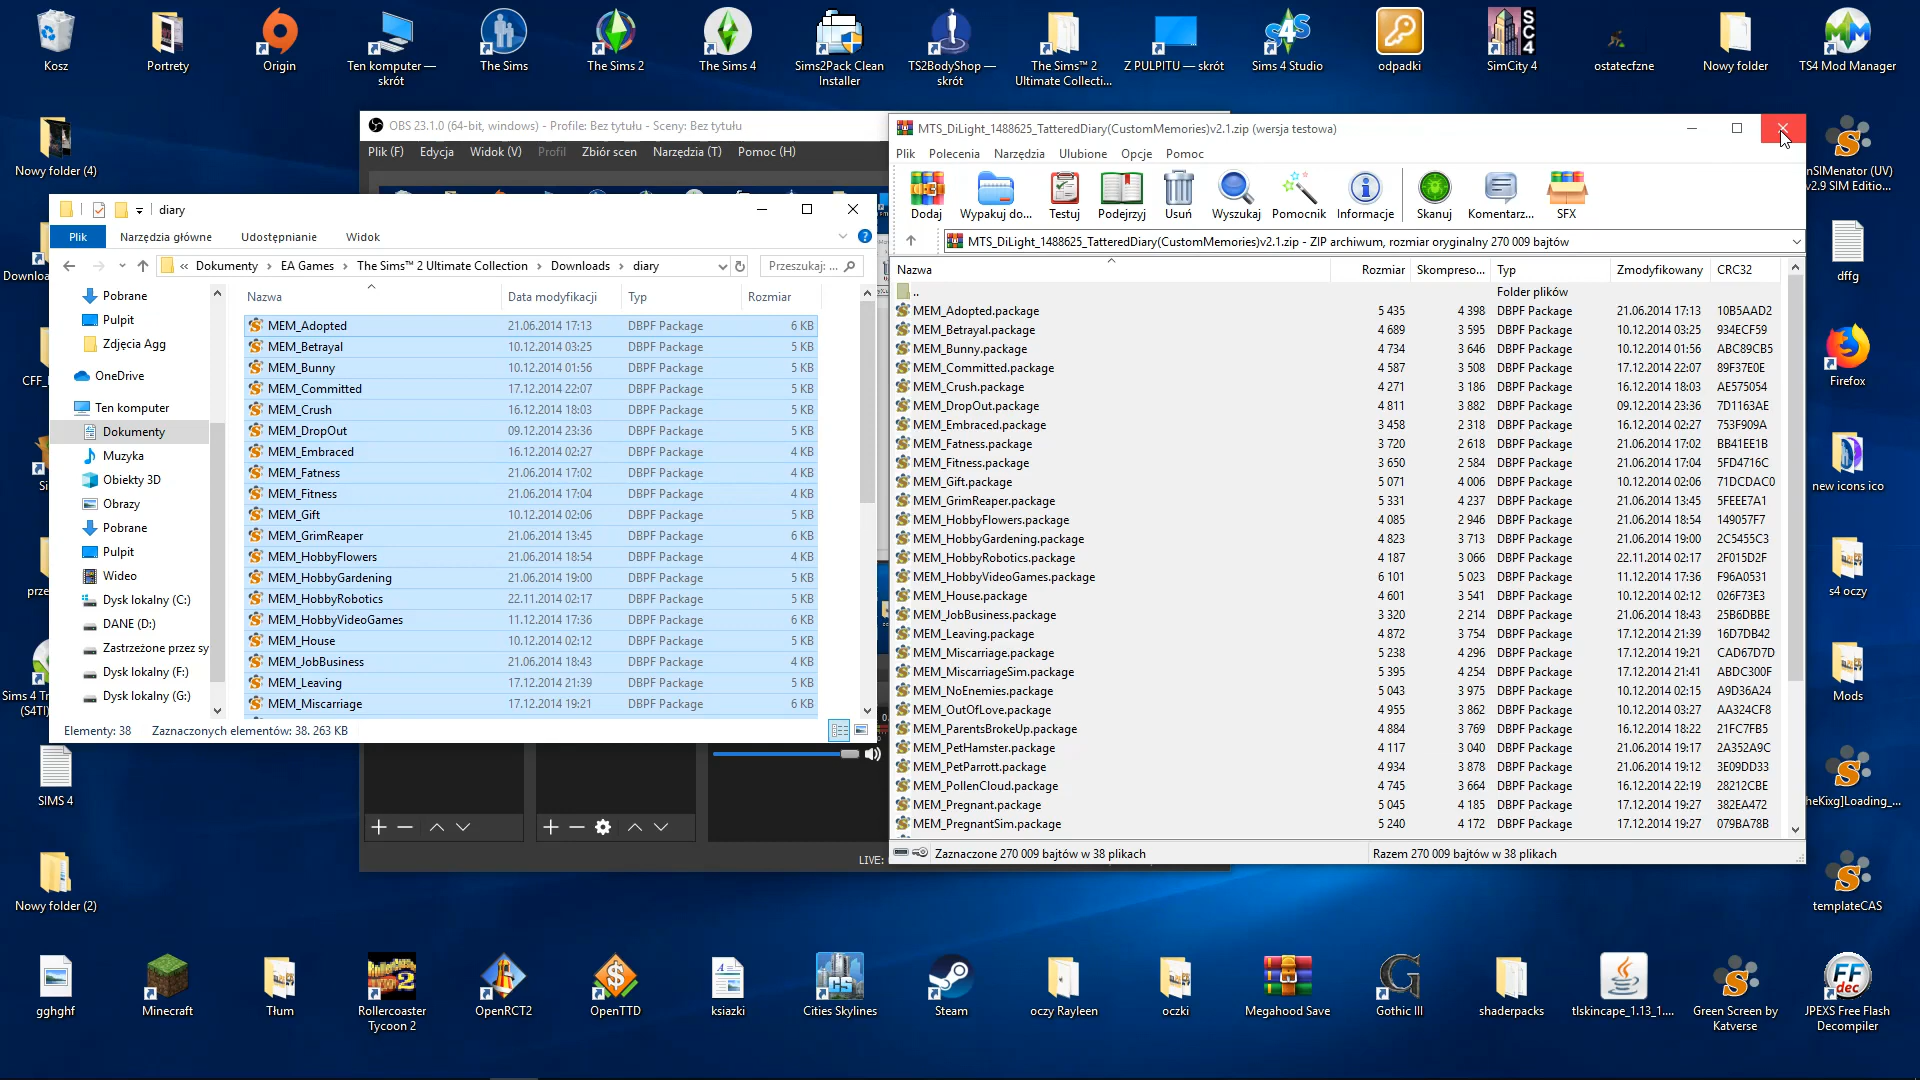 Kosz
Portrety
Origin
Ten komputer —
skrót
The Sims
The Sims 2
The Sims 4
Sims2Pack Clean
Installer
TS2BodyShop —
skrót
The Sims™ 2
Ultimate Collecti...
Z PULPITU — skrót
Sims 4 Studio
odpadki
SimCity 4
ostatecfzne
Nowy folder
TS4 Mod Manager
Nowy folder (4)
OBS 23.1.0 (64-bit, windows) - Profile: Bez tytułu - Sceny: Bez tytułu
Plik (F)
Edycja
Widok (V)
Profil
Zbiór scen
Narzędzia (T)
Pomoc (H)
LIVE:
diary
Plik
Narzędzia główne
Udostępnianie
Widok
« Dokumenty > EA Games > The Sims™ 2 Ultimate Collection > Downloads > diary
Przeszukaj: ...
Pobrane
Pulpit
Zdjęcia Agg
OneDrive
Ten komputer
Dokumenty
Muzyka
Obiekty 3D
Obrazy
Pobrane
Pulpit
Wideo
Dysk lokalny (C:)
DANE (D:)
Zastrzeżone przez sy
Dysk lokalny (F:)
Dysk lokalny (G:)
Nazwa Data modyfikacji Typ Rozmiar
MEM_Adopted 21.06.2014 17:13 DBPF Package 6 KB
MEM_Betrayal 10.12.2014 03:25 DBPF Package 5 KB
MEM_Bunny 10.12.2014 01:56 DBPF Package 5 KB
MEM_Committed 17.12.2014 22:07 DBPF Package 5 KB
MEM_Crush 16.12.2014 18:03 DBPF Package 5 KB
MEM_DropOut 09.12.2014 23:36 DBPF Package 5 KB
MEM_Embraced 16.12.2014 02:27 DBPF Package 4 KB
MEM_Fatness 21.06.2014 17:02 DBPF Package 4 KB
MEM_Fitness 21.06.2014 17:04 DBPF Package 4 KB
MEM_Gift 10.12.2014 02:06 DBPF Package 5 KB
MEM_GrimReaper 21.06.2014 13:45 DBPF Package 6 KB
MEM_HobbyFlowers 21.06.2014 18:54 DBPF Package 4 KB
MEM_HobbyGardening 21.06.2014 19:00 DBPF Package 5 KB
MEM_HobbyRobotics 22.11.2014 02:17 DBPF Package 5 KB
MEM_HobbyVideoGames 11.12.2014 17:36 DBPF Package 6 KB
MEM_House 10.12.2014 02:12 DBPF Package 5 KB
MEM_JobBusiness 21.06.2014 18:43 DBPF Package 4 KB
MEM_Leaving 17.12.2014 21:39 DBPF Package 5 KB
MEM_Miscarriage 17.12.2014 19:21 DBPF Package 6 KB
Elementy: 38 Zaznaczonych elementów: 38. 263 KB
MTS_DiLight_1488625_TatteredDiary(CustomMemories)v2.1.zip (wersja testowa)
Plik Polecenia Narzędzia Ulubione Opcje Pomoc
Dodaj Wypakuj do... Testuj Podejrzyj Usuń Wyszukaj Pomocnik Informacje Skanuj Komentarz... SFX
MTS_DiLight_1488625_TatteredDiary(CustomMemories)v2.1.zip - ZIP archiwum, rozmiar oryginalny 270 009 bajtów
Nazwa Rozmiar Skompreso... Typ Zmodyfikowany CRC32
.. Folder plików
MEM_Adopted.package 5 435 4 398 DBPF Package 21.06.2014 17:13 10B5AAD2
MEM_Betrayal.package 4 689 3 595 DBPF Package 10.12.2014 03:25 934ECF59
MEM_Bunny.package 4 734 3 646 DBPF Package 10.12.2014 01:56 ABC89CB5
MEM_Committed.package 4 587 3 508 DBPF Package 17.12.2014 22:07 89F37E0E
MEM_Crush.package 4 271 3 186 DBPF Package 16.12.2014 18:03 AE575054
MEM_DropOut.package 4 811 3 882 DBPF Package 09.12.2014 23:36 7D1163AE
MEM_Embraced.package 3 458 2 318 DBPF Package 16.12.2014 02:27 753F909A
MEM_Fatness.package 3 720 2 618 DBPF Package 21.06.2014 17:02 BB41EE1B
MEM_Fitness.package 3 650 2 584 DBPF Package 21.06.2014 17:04 5FD4716C
MEM_Gift.package 5 071 4 006 DBPF Package 10.12.2014 02:06 71DCDAC0
MEM_GrimReaper.package 5 331 4 237 DBPF Package 21.06.2014 13:45 5FEEE7A1
MEM_HobbyFlowers.package 4 085 2 946 DBPF Package 21.06.2014 18:54 149057F7
MEM_HobbyGardening.package 4 823 3 713 DBPF Package 21.06.2014 19:00 2C5455C3
MEM_HobbyRobotics.package 4 187 3 066 DBPF Package 22.11.2014 02:17 2F015D2F
MEM_HobbyVideoGames.package 6 101 5 023 DBPF Package 11.12.2014 17:36 F96A0531
MEM_House.package 4 601 3 541 DBPF Package 10.12.2014 02:12 026F73E3
MEM_JobBusiness.package 3 320 2 214 DBPF Package 21.06.2014 18:43 25B6DBBE
MEM_Leaving.package 4 872 3 754 DBPF Package 17.12.2014 21:39 16D7DB42
MEM_Miscarriage.package 5 238 4 296 DBPF Package 17.12.2014 19:21 CAD67D7D
MEM_MiscarriageSim.package 5 395 4 254 DBPF Package 17.12.2014 21:41 ABDC300F
MEM_NoEnemies.package 5 043 3 975 DBPF Package 10.12.2014 02:15 A9D36A24
MEM_OutOfLove.package 4 955 3 862 DBPF Package 10.12.2014 03:27 AA324CF8
MEM_ParentsBrokeUp.package 4 884 3 769 DBPF Package 16.12.2014 18:22 21FC7FB5
MEM_PetHamster.package 4 117 3 040 DBPF Package 21.06.2014 19:17 2A352A9C
MEM_PetParrott.package 4 934 3 878 DBPF Package 21.06.2014 19:12 3E09DD33
MEM_PollenCloud.package 4 745 3 664 DBPF Package 16.12.2014 22:19 28212CBE
MEM_Pregnant.package 5 045 4 185 DBPF Package 17.12.2014 19:27 382EA472
MEM_PregnantSim.package 5 240 4 172 DBPF Package 17.12.2014 19:27 079BA78B
Zaznaczone 270 009 bajtów w 38 plikach
Razem 270 009 bajtów w 38 plikach
nSIMenator (UV)
v2.9 SIM Editio...
dffg
Firefox
new icons ico
s4 oczy
Mods
heKixg]Loading_...
templateCAS
Downloa
CFF_
Si
prze
Sims 4 Tr
(S4TI)
SIMS 4
Nowy folder (2)
gghghf
Minecraft
Tłum
Rollercoaster
Tycoon 2
OpenRCT2
OpenTTD
ksiazki
Cities Skylines
Steam
oczy Rayleen
oczki
Megahood Save
Gothic III
shaderpacks
tlskincape_1.13_1....
Green Screen by
Katverse
JPEXS Free Flash
Decompiler